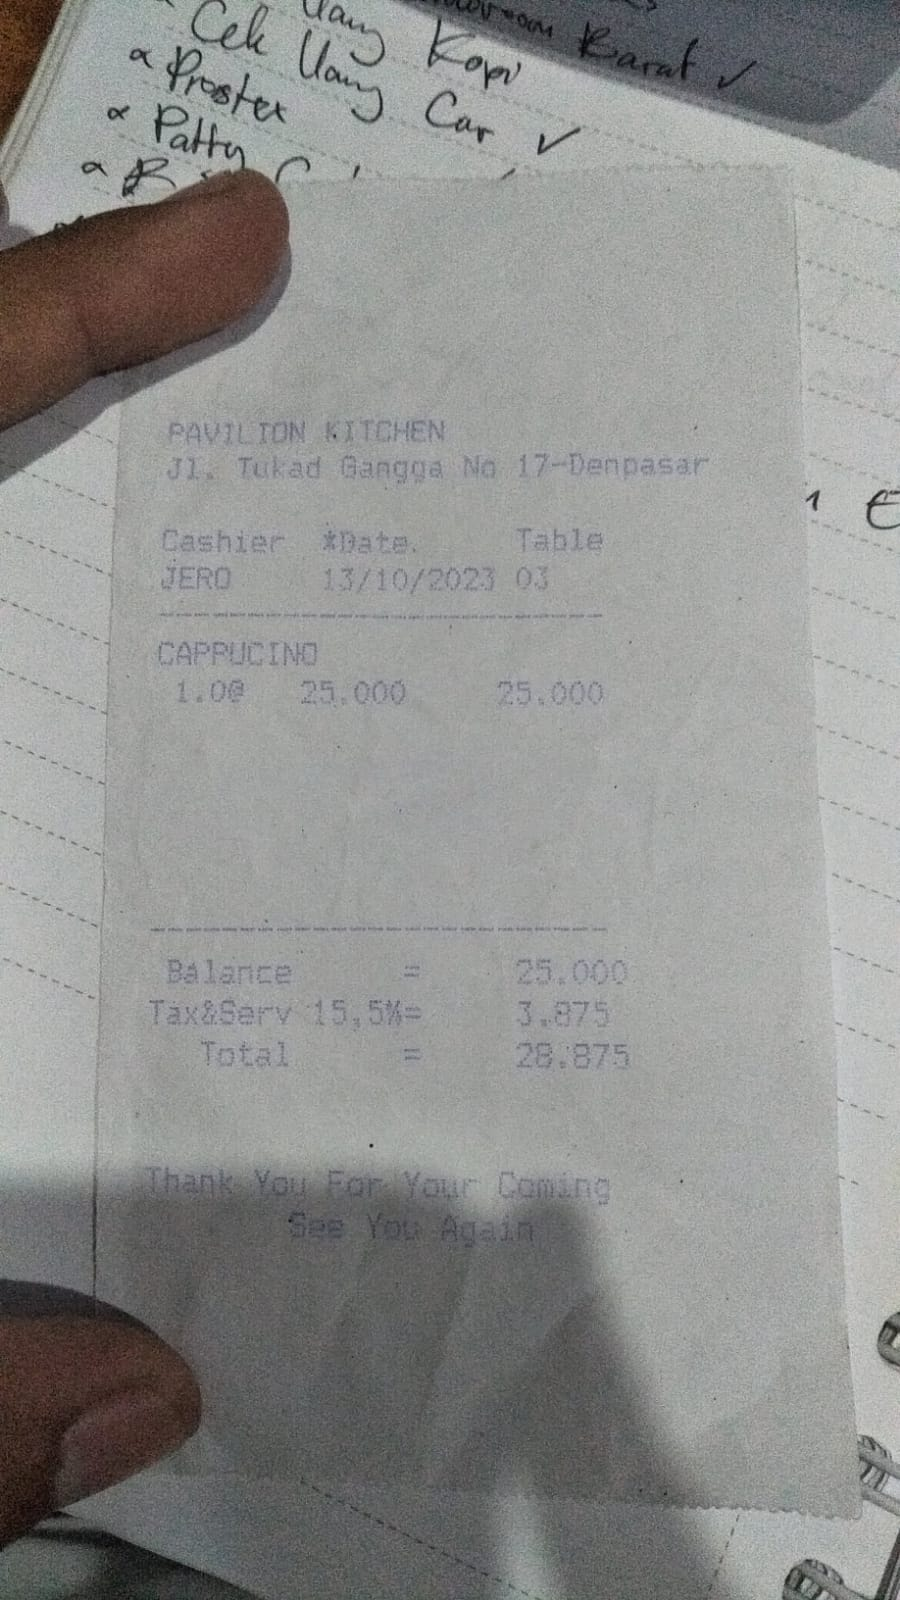 Uang Kopi
Barat ✓
Cek Uang Car ✓
∝ Proster
∝ Patty
∝
PAVILION KITCHEN
Jl. Tukad Gangga No 17-Denpasar
Cashier *Date. Table
JERO 13/10/2023 03
--------------------------
CAPPUCINO
1.0@ 25.000 25.000
--------------------------
Balance = 25.000
Tax&Serv 15,5%= 3.875
Total = 28.875
Thank You For Your Coming
See You Again